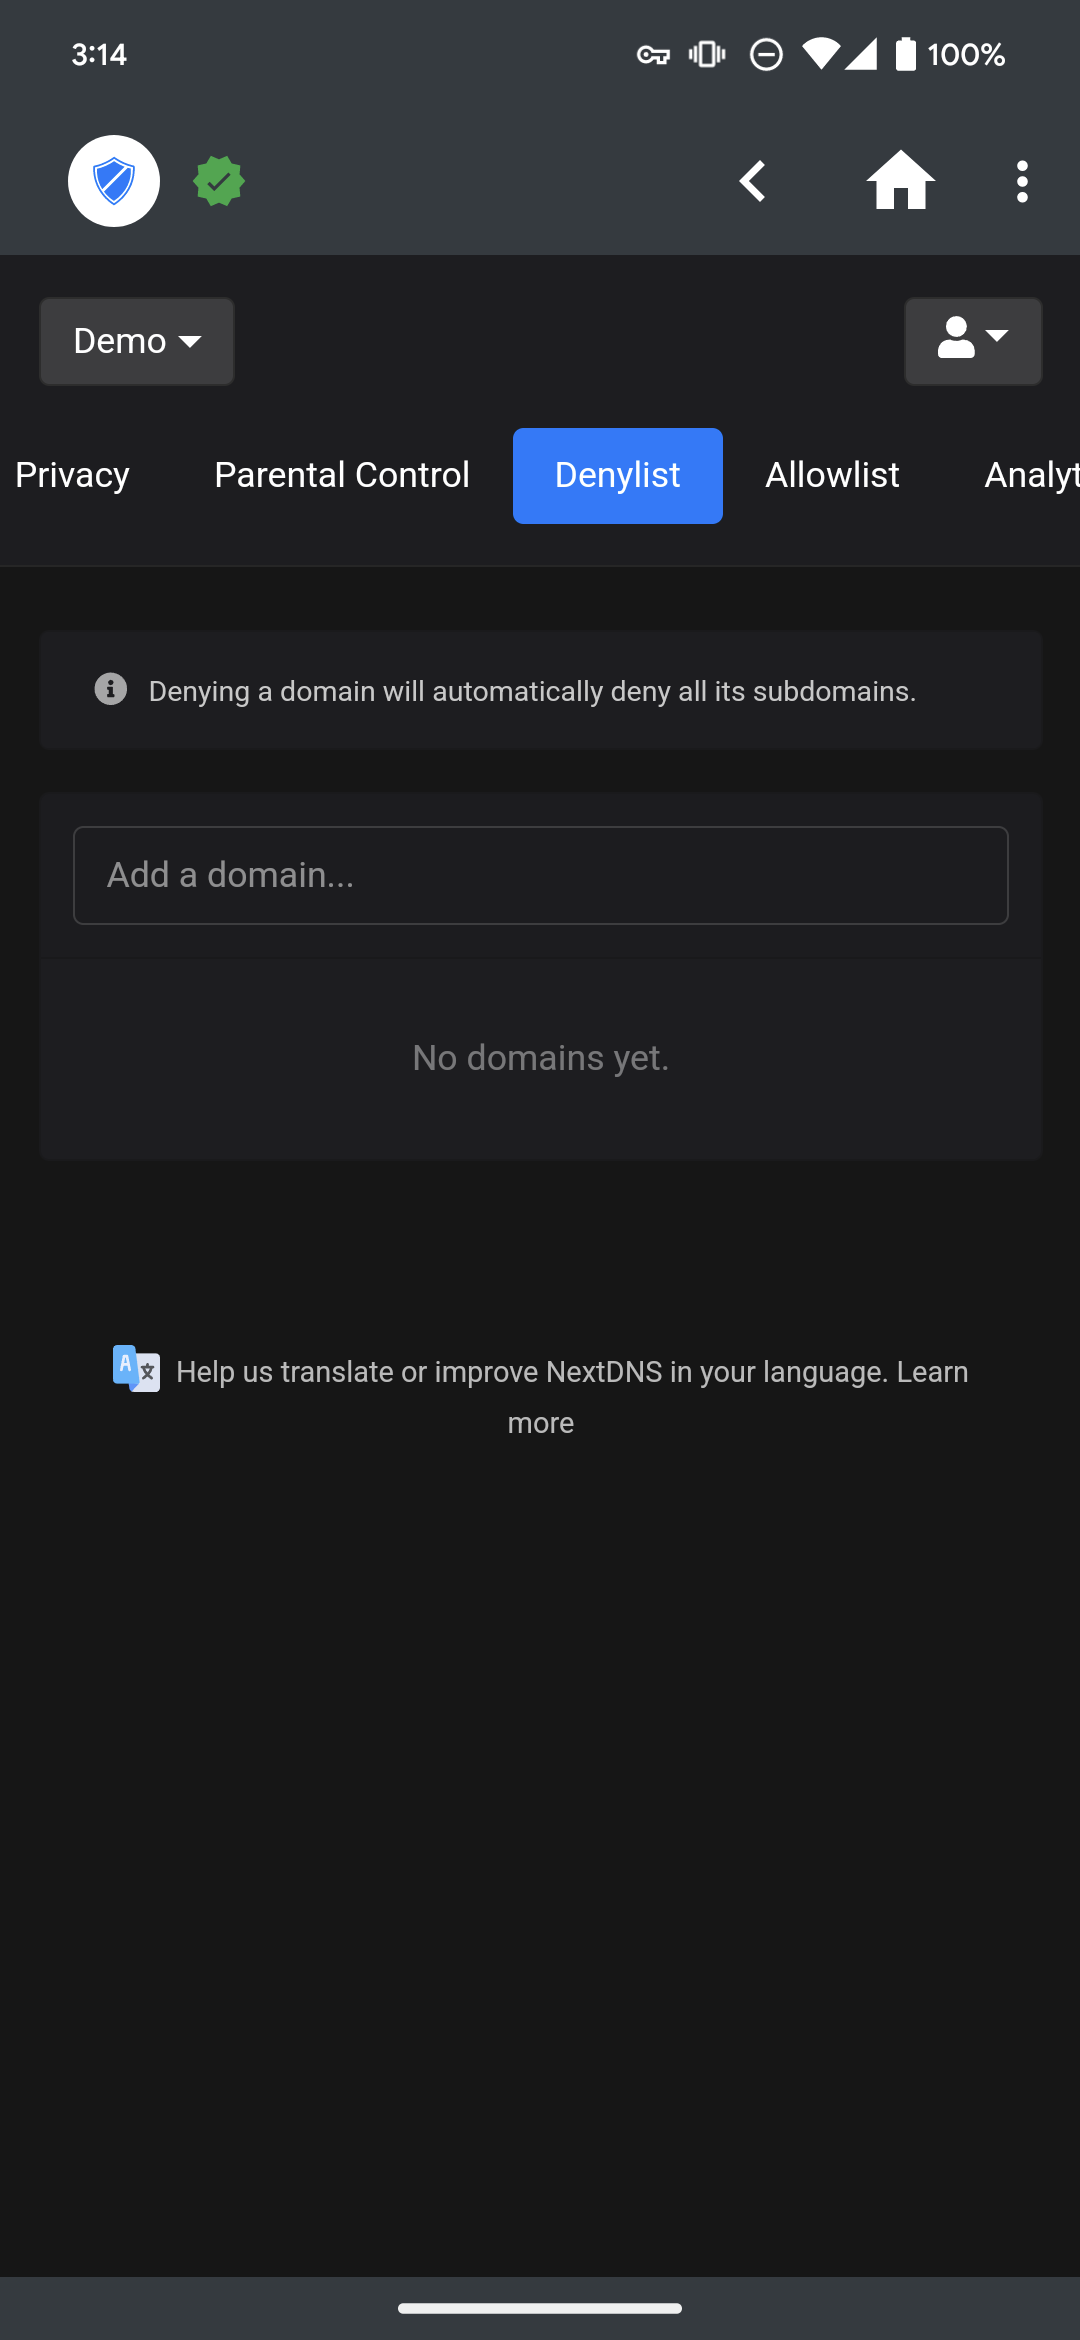 3:14
100%
Demo
Privacy
Parental Control
Denylist
Allowlist
Analyt
Denying a domain will automatically deny all its subdomains.
Add a domain...
No domains yet.
Help us translate or improve NextDNS in your language. Learn
more